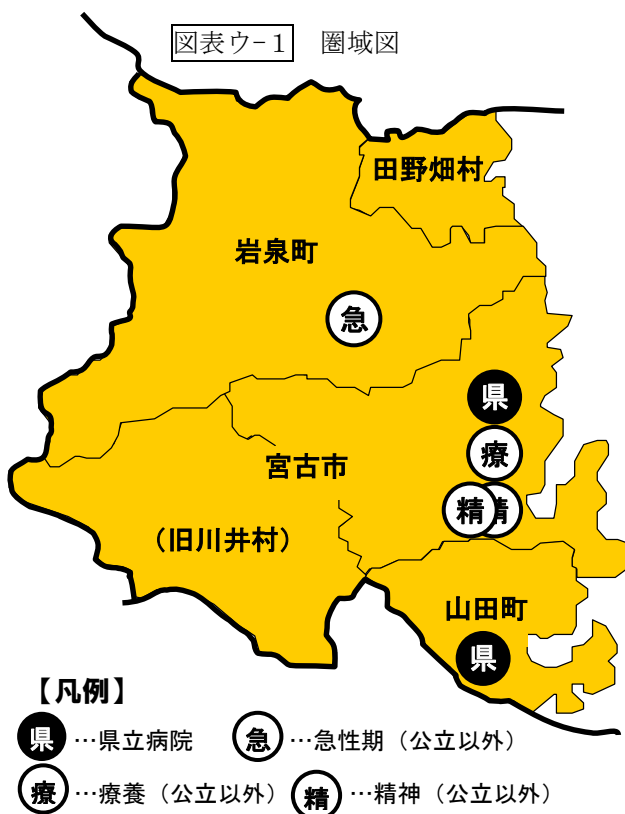 図表ウ-1 圏域図
田野畑村
岩泉町
急
県
療
宮古市
精 精
(旧川井村)
山田町
県
【凡例】
県 …県立病院 急 …急性期(公立以外)
療 …療養(公立以外) 精 …精神(公立以外)